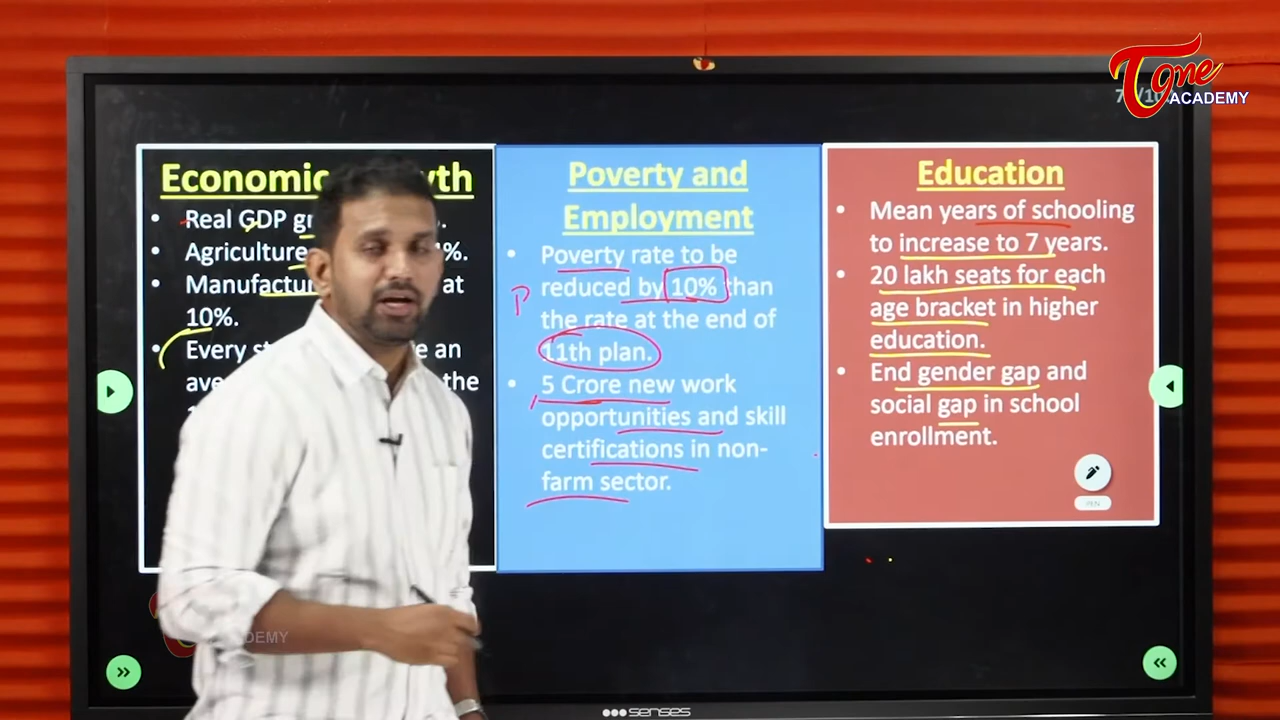 Tone
ACADEMY
Economic
Real GDP
Agriculture
Manufacturing at
10%.
Every an
the
Poverty and
Employment
Poverty rate to be
reduced by 10% than
the rate at the end of
11th plan.
5 Crore new work
opportunities and skill
certifications in non-
farm sector.
P
Education
Mean years of schooling
to increase to 7 years.
20 lakh seats for each
age bracket in higher
education.
End gender gap and
social gap in school
enrollment.
PEN
senses